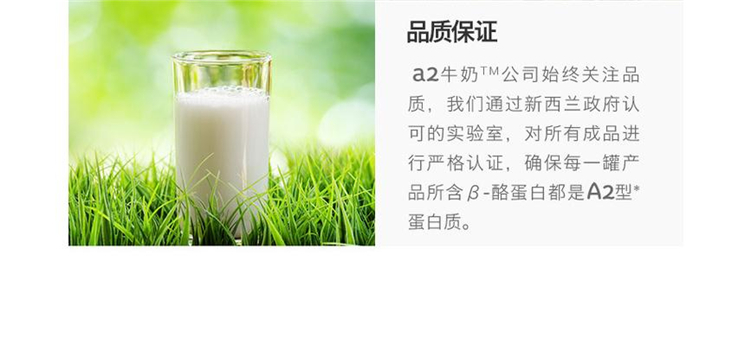 品质保证
a2牛奶™公司始终关注品
质，我们通过新西兰政府认
可的实验室，对所有成品进
行严格认证，确保每一罐产
品所含β-酪蛋白都是A2型*
蛋白质。